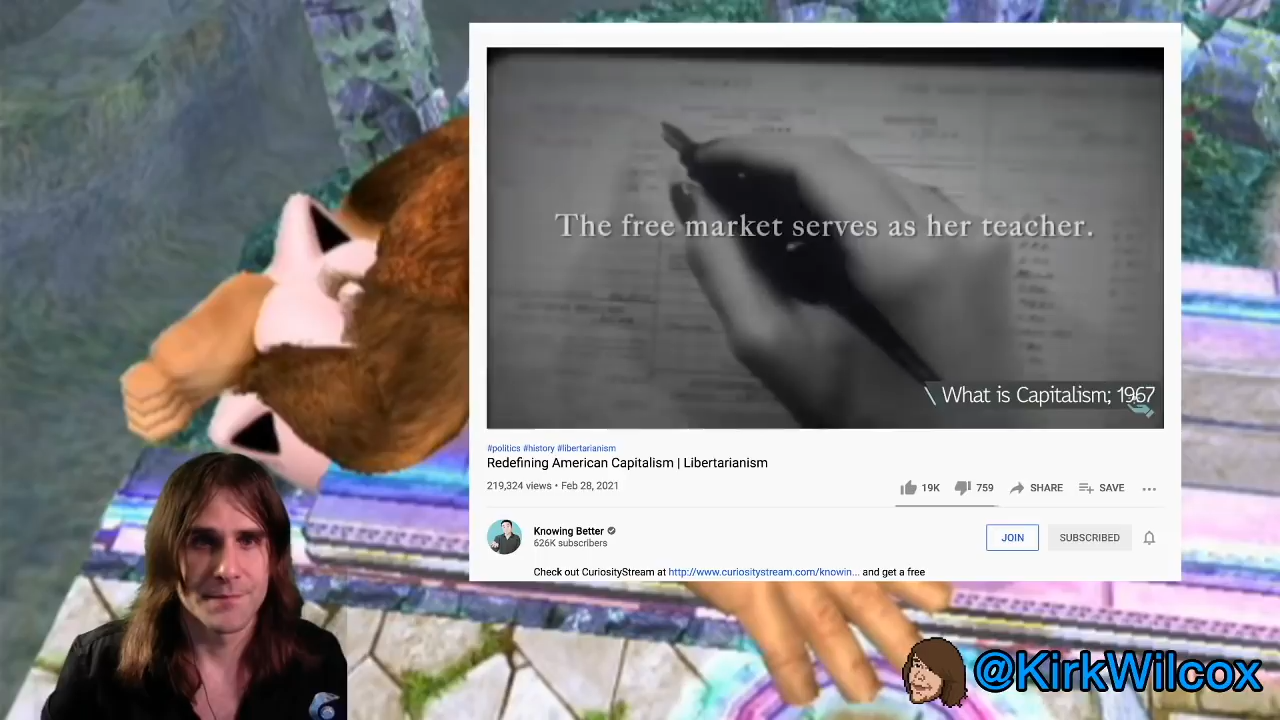 The free market serves as her teacher.
\ What is Capitalism; 1967
#politics #history #libertarianism
Redefining American Capitalism | Libertarianism
219,324 views • Feb 28, 2021
19K 759 SHARE SAVE ...
Knowing Better
626K subscribers
JOIN SUBSCRIBED
Check out CuriosityStream at http://www.curiositystream.com/knowin... and get a free
@KirkWilcox